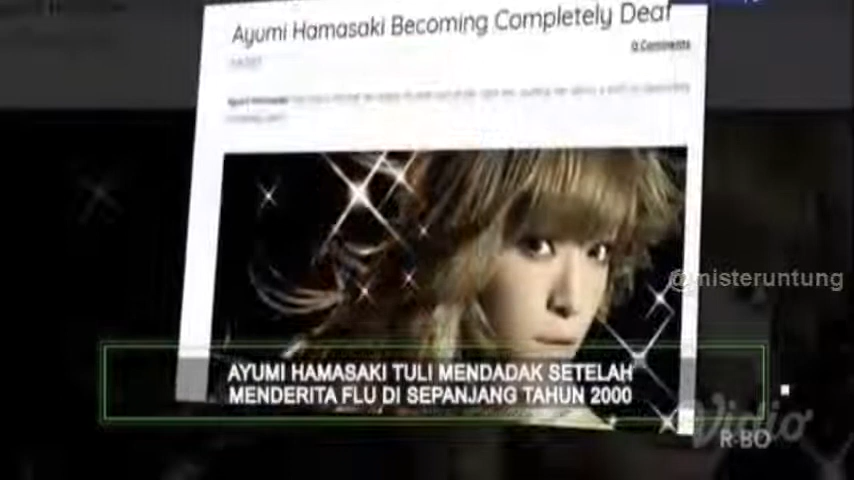 Ayumi Hamasaki Becoming Completely Deaf
0 Comments
@misteruntung
AYUMI HAMASAKI TULI MENDADAK SETELAH
MENDERITA FLU DI SEPANJANG TAHUN 2000
Vidio
R-BO